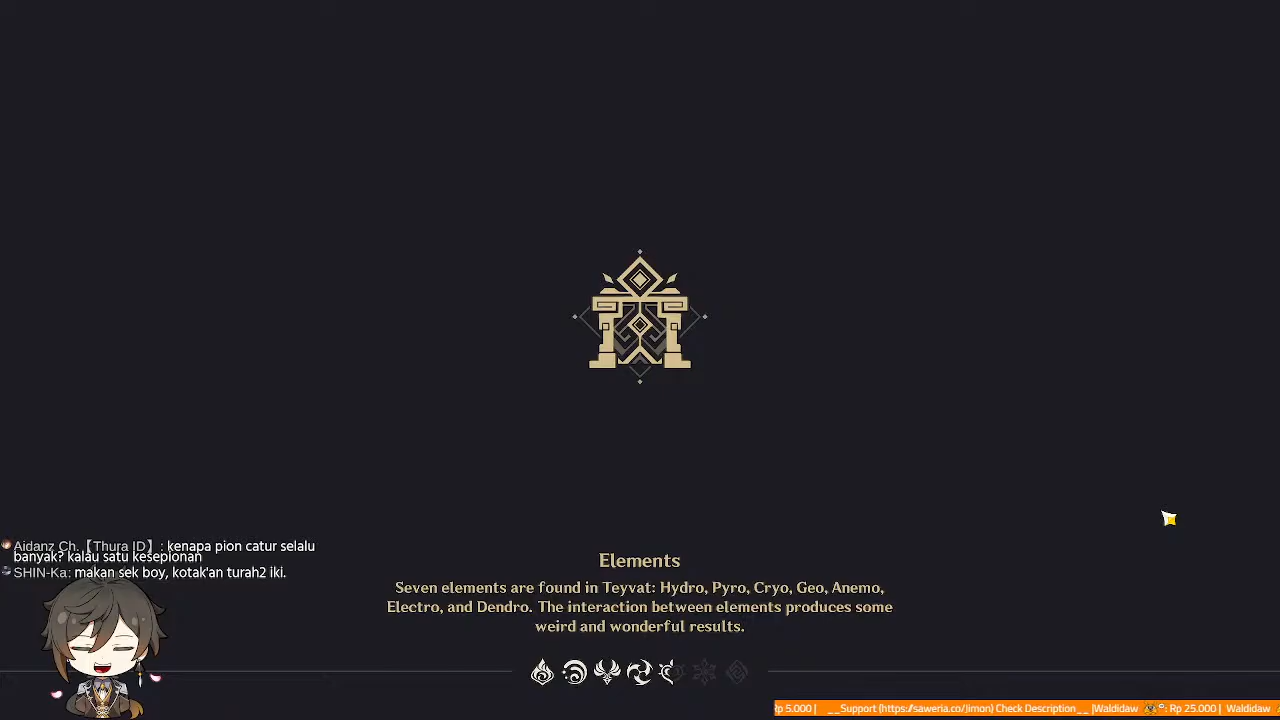 Aidanz Ch.【Thura ID】: kenapa pion catur selalu
banyak? kalau satu kesepionan
SHIN-Ka: makan sek boy, kotak'an turah2 iki.
Elements
Seven elements are found in Teyvat: Hydro, Pyro, Cryo, Geo, Anemo,
Electro, and Dendro. The interaction between elements produces some
weird and wonderful results.
Rp 5.000 | __Support (https://saweria.co/Jimon) Check Description__ |Waldidaw : Rp 25.000 | Waldidaw